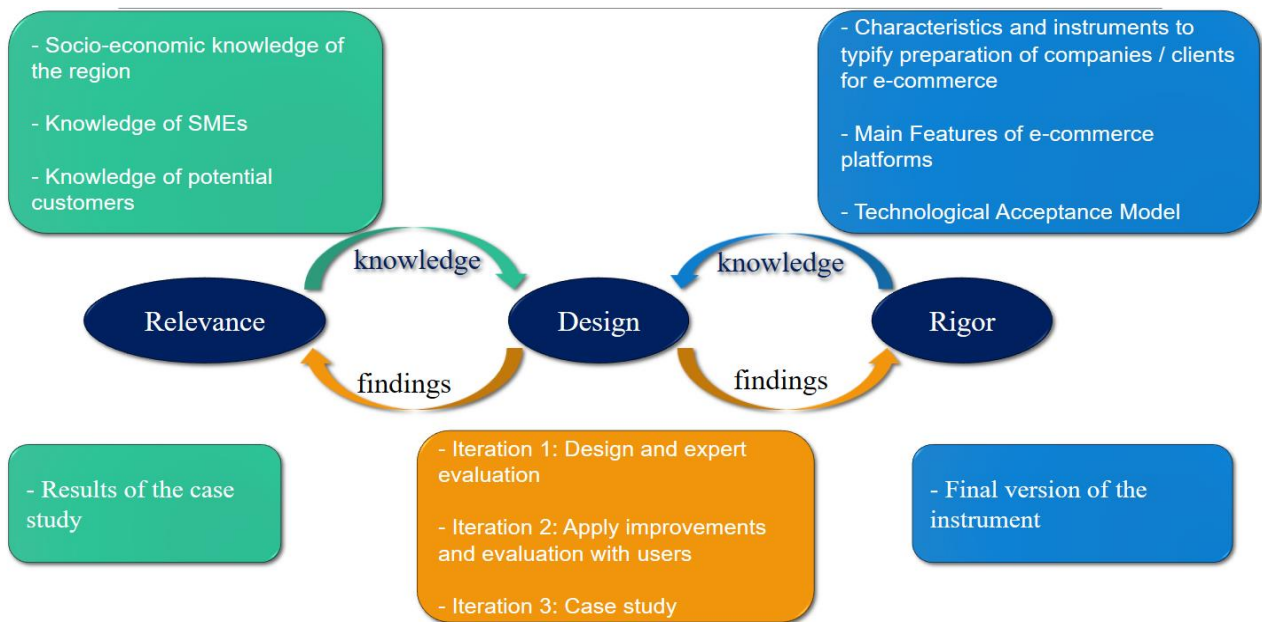 - Socio-economic knowledge of
the region
- Knowledge of SMEs
- Knowledge of potential
customers
- Characteristics and instruments to
typify preparation of companies / clients
for e-commerce
- Main Features of e-commerce
platforms
- Technological Acceptance Model
knowledge
knowledge
Relevance
Design
Rigor
findings
findings
- Results of the case
study
- Iteration 1: Design and expert
evaluation
- Iteration 2: Apply improvements
and evaluation with users
- Iteration 3: Case study
- Final version of the
instrument